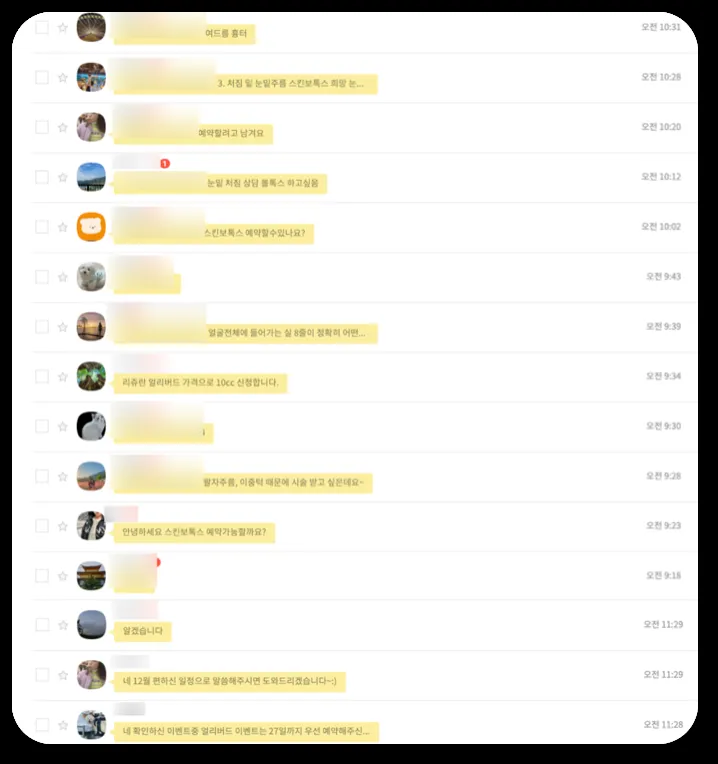 여드름 흉터
오전 10:31
3. 처짐 밑 눈밑주름 스킨보톡스 희망 눈...
오전 10:28
예약할려고 남겨요
오전 10:20
1
눈밑 처짐 상담 볼톡스 하고싶음
오전 10:12
스킨보톡스 예약할수있나요?
오전 10:02
오전 9:43
얼굴전체에 들어가는 실 8줄이 정확히 어떤...
오전 9:39
리쥬란 얼리버드 가격으로 10cc 신청합니다.
오전 9:34
오전 9:30
팔자주름, 이중턱 때문에 시술 받고 싶은데요~
오전 9:28
안녕하세요 스킨보톡스 예약가능할까요?
오전 9:23
오전 9:18
알겠습니다
오전 11:29
네 12월 편하신 일정으로 말씀해주시면 도와드리겠습니다~:)
오전 11:29
네 확인하신 이벤트중 얼리버드 이벤트는 27일까지 우선 예약해주신...
오전 11:28